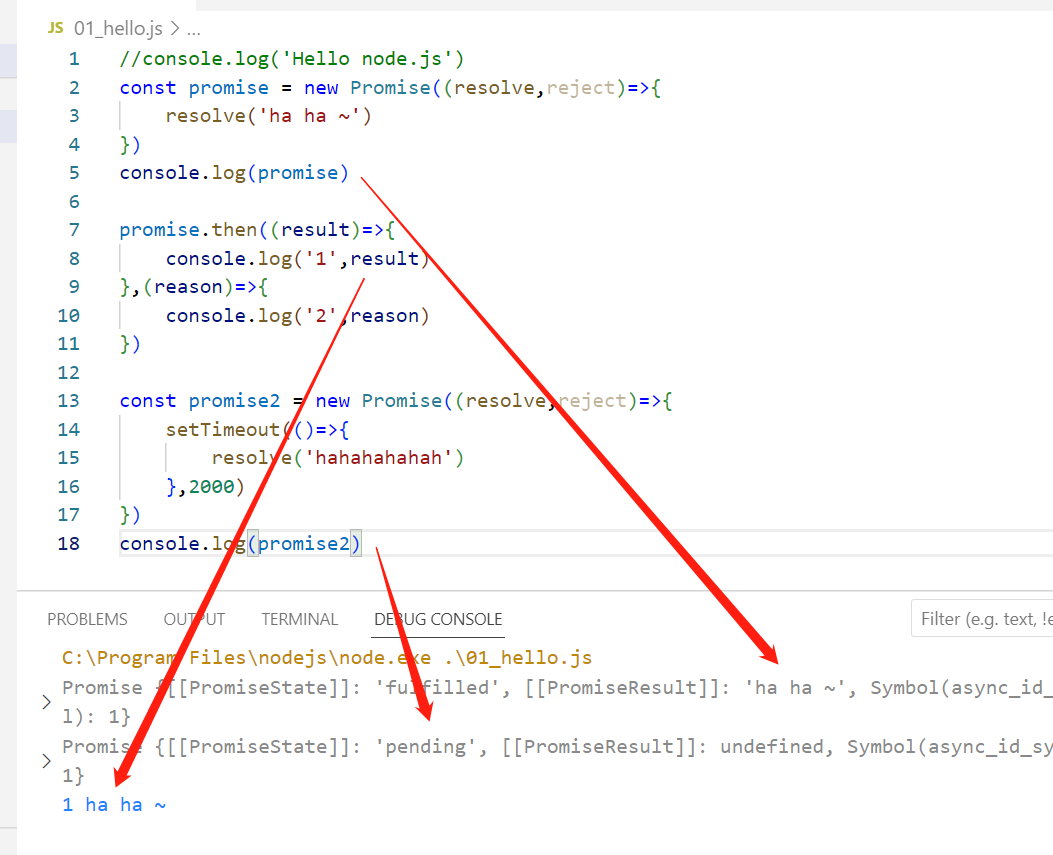 JS 01_hello.js > ...
1 //console.log('Hello node.js')
2 const promise = new Promise((resolve,reject)=>{
3 resolve('ha ha ~')
4 })
5 console.log(promise)
6
7 promise.then((result)=>{
8 console.log('1',result)
9 },(reason)=>{
10 console.log('2',reason)
11 })
12
13 const promise2 = new Promise((resolve,reject)=>{
14 setTimeout(()=>{
15 resolve('hahahahahah')
16 },2000)
17 })
18 console.log(promise2)
PROBLEMS OUTPUT TERMINAL DEBUG CONSOLE Filter (e.g. text, !e
C:\Program Files\nodejs\node.exe .\01_hello.js
> Promise {[[PromiseState]]: 'fulfilled', [[PromiseResult]]: 'ha ha ~', Symbol(async_id_
l): 1}
> Promise {[[PromiseState]]: 'pending', [[PromiseResult]]: undefined, Symbol(async_id_sy
1}
1 ha ha ~